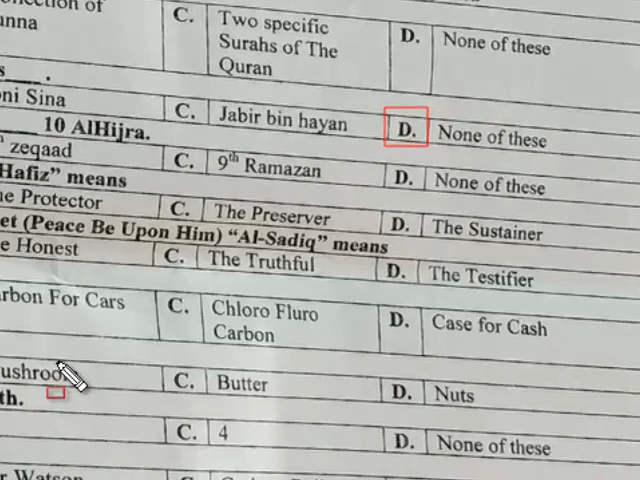 C. Two specific D. None of these
Surahs of The
Quran
C. Jabir bin hayan D. None of these
10 AlHijra.
zeqaad C. 9th Ramazan D. None of these
Hafiz” means
Protector C. The Preserver D. The Sustainer
(Peace Be Upon Him) “Al-Sadiq” means
Honest C. The Truthful D. The Testifier
For Cars C. Chloro Fluro D. Case for Cash
Carbon
C. Butter D. Nuts
th.
C. 4 D. None of these